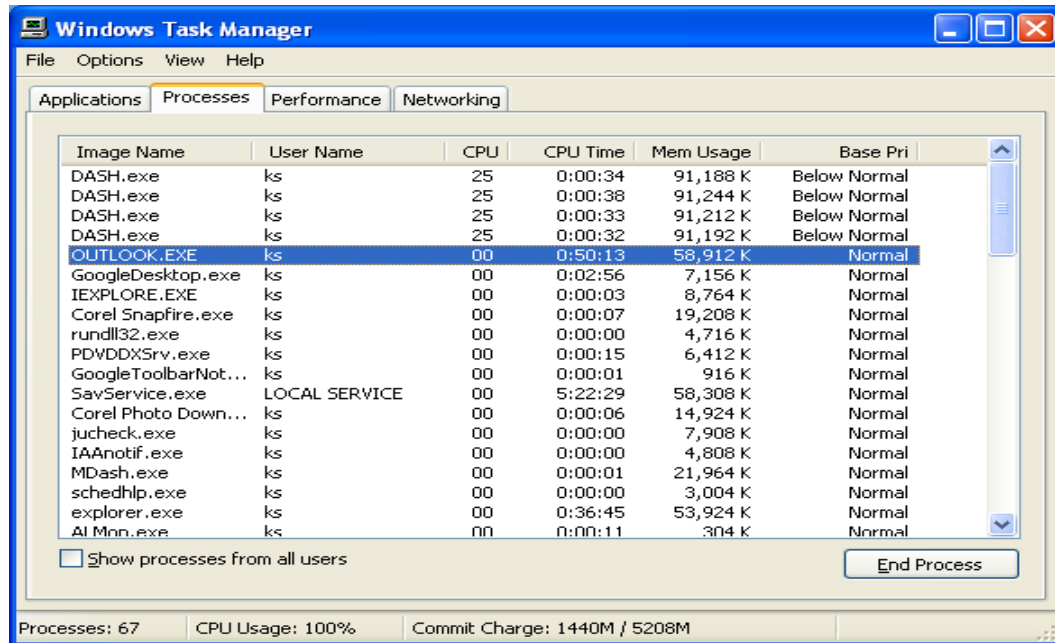 Windows Task Manager
File Options View Help
Applications Processes Performance Networking
Image Name User Name CPU CPU Time Mem Usage Base Pri
DASH.exe ks 25 0:00:34 91,188 K Below Normal
DASH.exe ks 25 0:00:38 91,244 K Below Normal
DASH.exe ks 25 0:00:33 91,212 K Below Normal
DASH.exe ks 25 0:00:32 91,192 K Below Normal
OUTLOOK.EXE ks 00 0:50:13 58,912 K Normal
GoogleDesktop.exe ks 00 0:02:56 7,156 K Normal
IEXPLORE.EXE ks 00 0:00:03 8,764 K Normal
Corel Snapfire.exe ks 00 0:00:07 19,208 K Normal
rundll32.exe ks 00 0:00:00 4,716 K Normal
PDVDDXSrv.exe ks 00 0:00:15 6,412 K Normal
GoogleToolbarNot... ks 00 0:00:01 916 K Normal
SavService.exe LOCAL SERVICE 00 5:22:29 58,308 K Normal
Corel Photo Down... ks 00 0:00:06 14,924 K Normal
jucheck.exe ks 00 0:00:00 7,908 K Normal
IAAnotif.exe ks 00 0:00:00 4,808 K Normal
MDash.exe ks 00 0:00:01 21,964 K Normal
schedhlp.exe ks 00 0:00:00 3,004 K Normal
explorer.exe ks 00 0:36:45 53,924 K Normal
ALMon.exe ks 00 0:00:11 304 K Normal
Show processes from all users
End Process
Processes: 67 CPU Usage: 100% Commit Charge: 1440M / 5208M